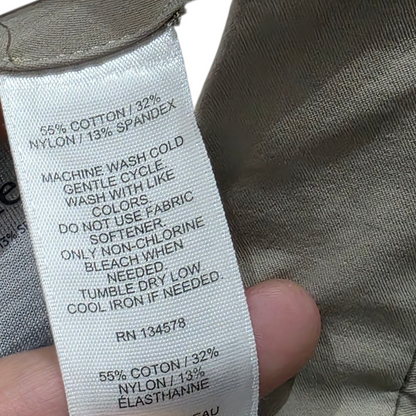 55% COTTON / 32%
NYLON / 13% SPANDEX
MACHINE WASH COLD
GENTLE CYCLE.
WASH WITH LIKE
COLORS.
DO NOT USE FABRIC
SOFTENER.
ONLY NON-CHLORINE
BLEACH WHEN
NEEDED.
TUMBLE DRY LOW
COOL IRON IF NEEDED.
RN 134578
55% COTON / 32%
NYLON / 13%
ÉLASTHANNE